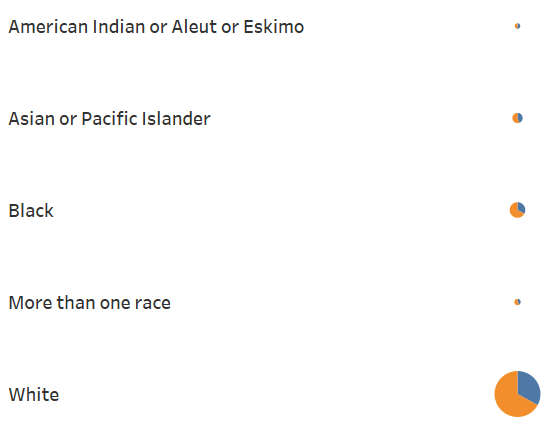 American Indian or Aleut or Eskimo
Asian or Pacific Islander
Black
More than one race
White